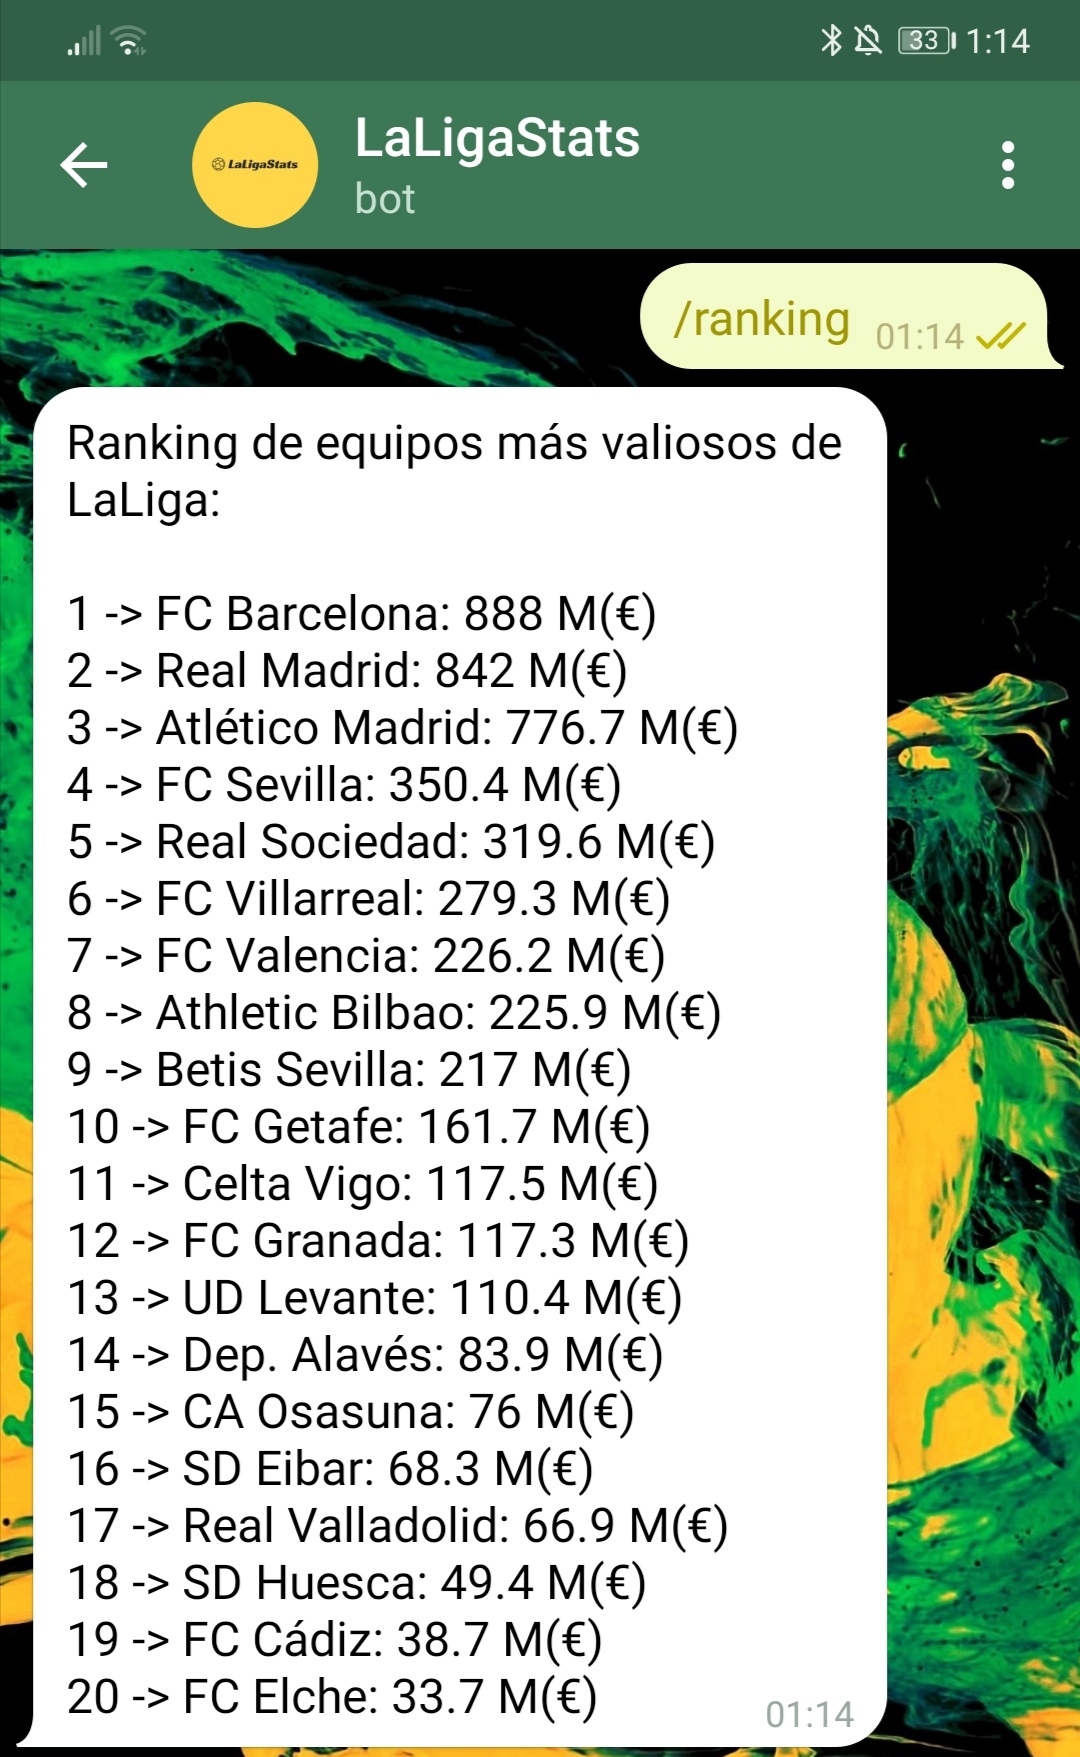 33 1:14
LaLigaStats
LaLigaStats
bot
/ranking 01:14
Ranking de equipos más valiosos de
LaLiga:
1 -> FC Barcelona: 888 M(€)
2 -> Real Madrid: 842 M(€)
3 -> Atlético Madrid: 776.7 M(€)
4 -> FC Sevilla: 350.4 M(€)
5 -> Real Sociedad: 319.6 M(€)
6 -> FC Villarreal: 279.3 M(€)
7 -> FC Valencia: 226.2 M(€)
8 -> Athletic Bilbao: 225.9 M(€)
9 -> Betis Sevilla: 217 M(€)
10 -> FC Getafe: 161.7 M(€)
11 -> Celta Vigo: 117.5 M(€)
12 -> FC Granada: 117.3 M(€)
13 -> UD Levante: 110.4 M(€)
14 -> Dep. Alavés: 83.9 M(€)
15 -> CA Osasuna: 76 M(€)
16 -> SD Eibar: 68.3 M(€)
17 -> Real Valladolid: 66.9 M(€)
18 -> SD Huesca: 49.4 M(€)
19 -> FC Cádiz: 38.7 M(€)
20 -> FC Elche: 33.7 M(€)
01:14